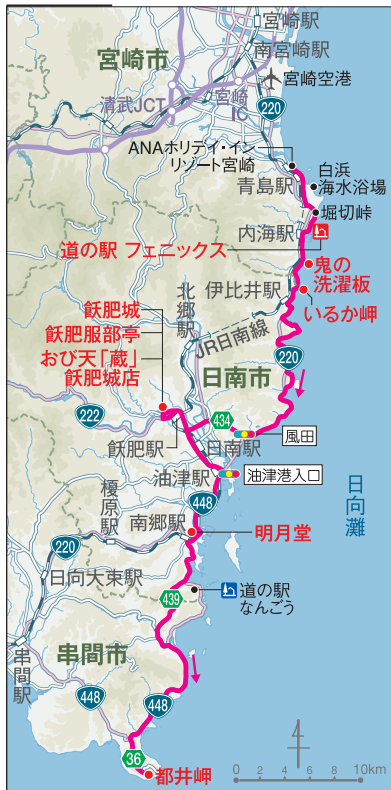 宮崎駅
南宮崎駅
宮崎市
宮崎空港
清武JCT
宮崎
IC
220
ANAホリデイ・イン
リゾート宮崎
白浜
海水浴場
青島駅
堀切峠
内海駅
道の駅 フェニックス
鬼の
洗濯板
伊比井駅
いるか岬
飫肥城
飫肥服部亭
おび天「蔵」
飫肥城店
北郷駅
JR日南線
220
日南市
222
434
風田
飫肥駅
日南駅
油津駅
油津港入口
日向灘
448
榎原駅
南郷駅
明月堂
220
日向大束駅
439
道の駅
なんごう
串間市
串間駅
448
448
36
都井岬
0 2 4 6 8 10km